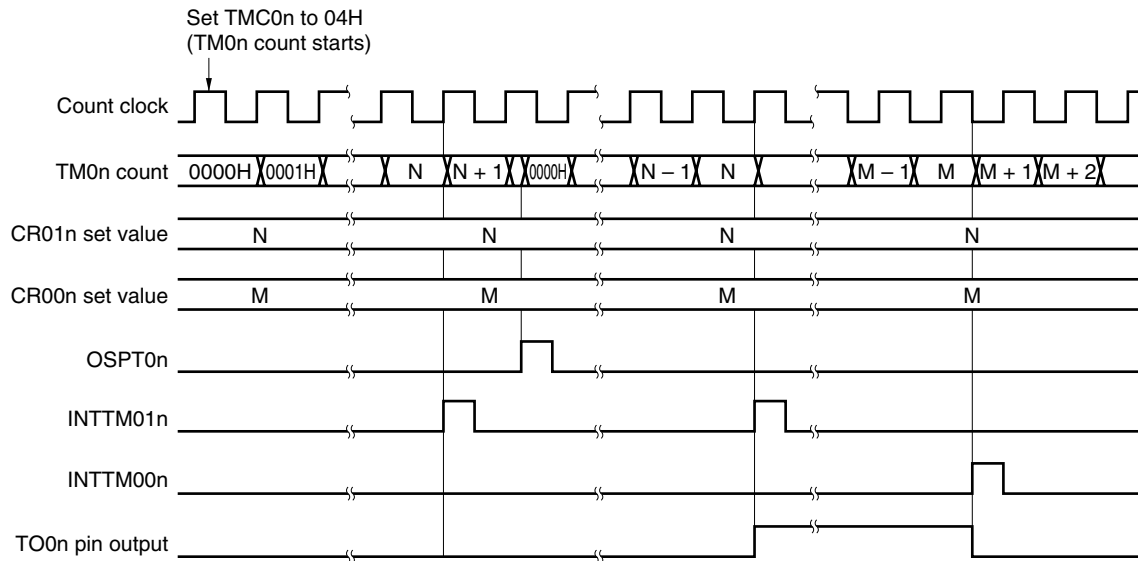 Set TMC0n to 04H
(TM0n count starts)
Count clock
TM0n count
0000H 0001H N N + 1 0000H N − 1 N M − 1 M M + 1 M + 2
CR01n set value
N N N N
CR00n set value
M M M M
OSPT0n
INTTM01n
INTTM00n
TO0n pin output